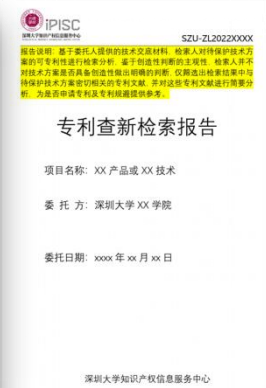 iPISC
深圳大学知识产权信息服务中心
SZU-ZL2022XXXX
报告说明：基于委托人提供的技术交底材料，检索人对待保护技术方
案的可专利性进行检索分析，鉴于创造性判断的主观性，检索人并不
对技术方案是否具备创造性做出明确的判断，仅筛选出检索结果中与
待保护技术方案密切相关的专利文献，并对这些专利文献进行简要分
析，为是否申请专利及专利规避提供参考。
专利查新检索报告
项目名称：XX 产品或 XX 技术
委 托 方：深圳大学 XX 学院
委托日期：xxxx 年 xx 月 xx 日
深圳大学知识产权信息服务中心